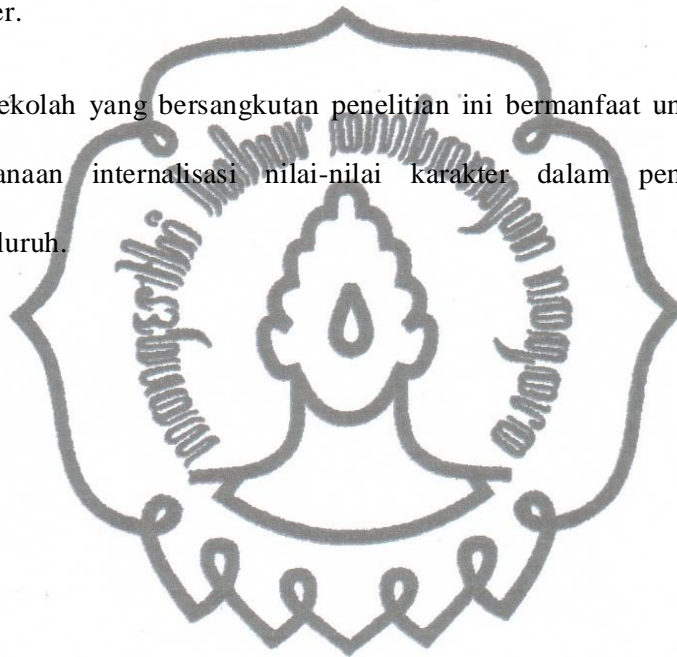 er.
ekolah yang bersangkutan penelitian ini bermanfaat un
anaan internalisasi nilai-nilai karakter dalam pen
luruh.